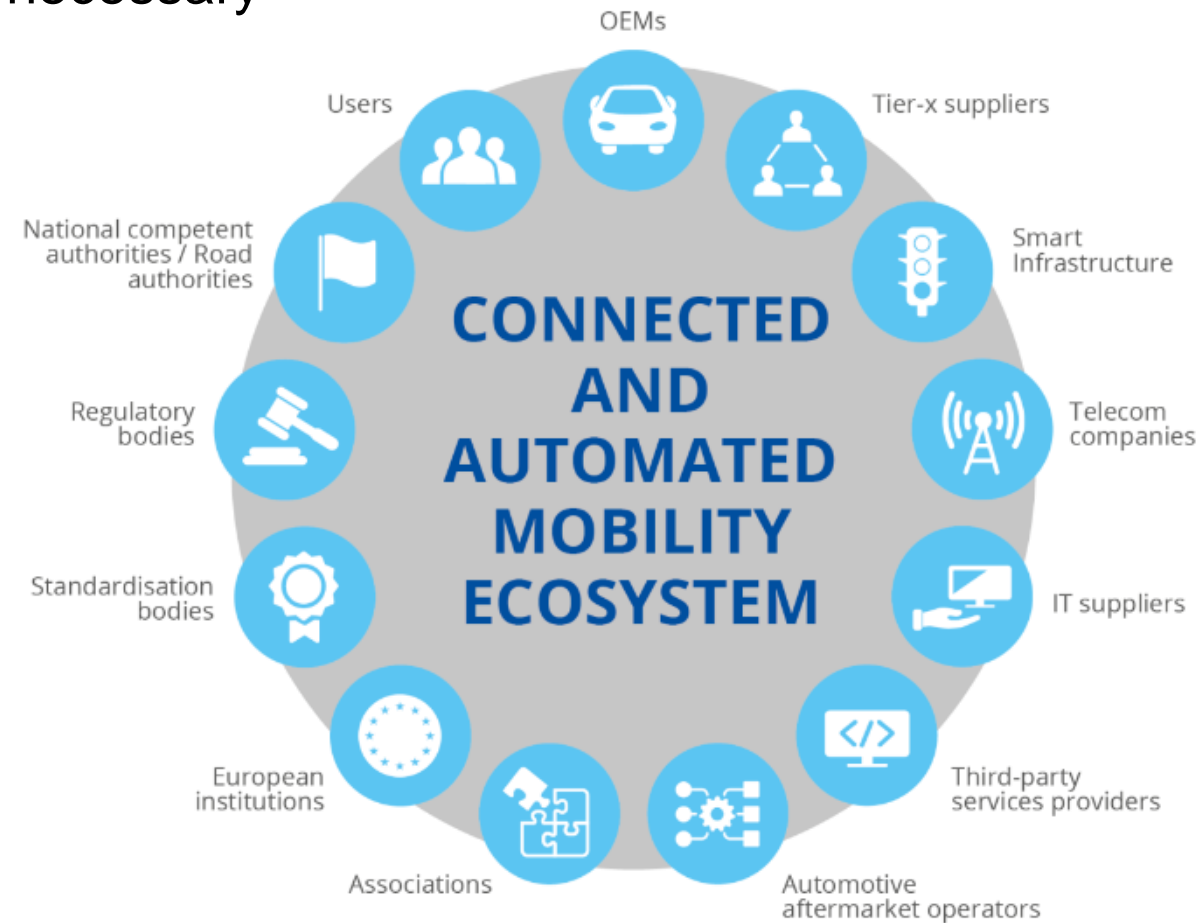 necessary
OEMs
Users
Tier-x suppliers
National competent
authorities / Road
authorities
Smart
Infrastructure
CONNECTED
AND
AUTOMATED
MOBILITY
ECOSYSTEM
Regulatory
bodies
Telecom
companies
Standardisation
bodies
IT suppliers
</>
European
institutions
Third-party
services providers
Associations
Automotive
aftermarket operators